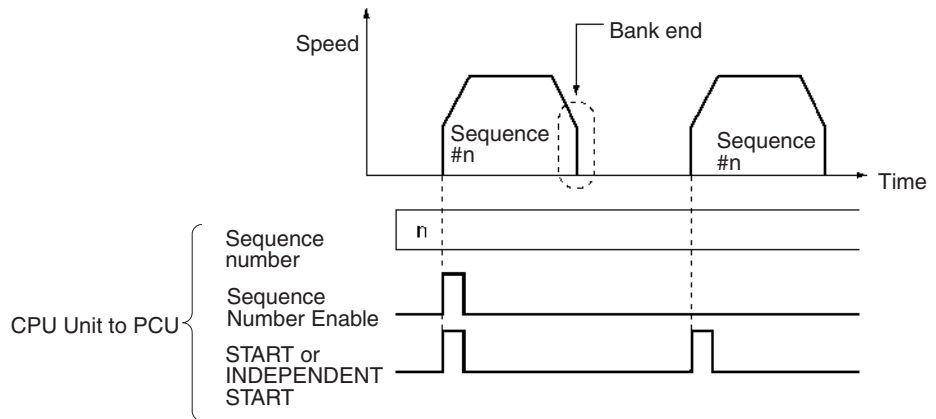 Speed
Bank end
Sequence
#n
Sequence
#n
Time
n
Sequence
number
Sequence
Number Enable
CPU Unit to PCU
START or
INDEPENDENT
START